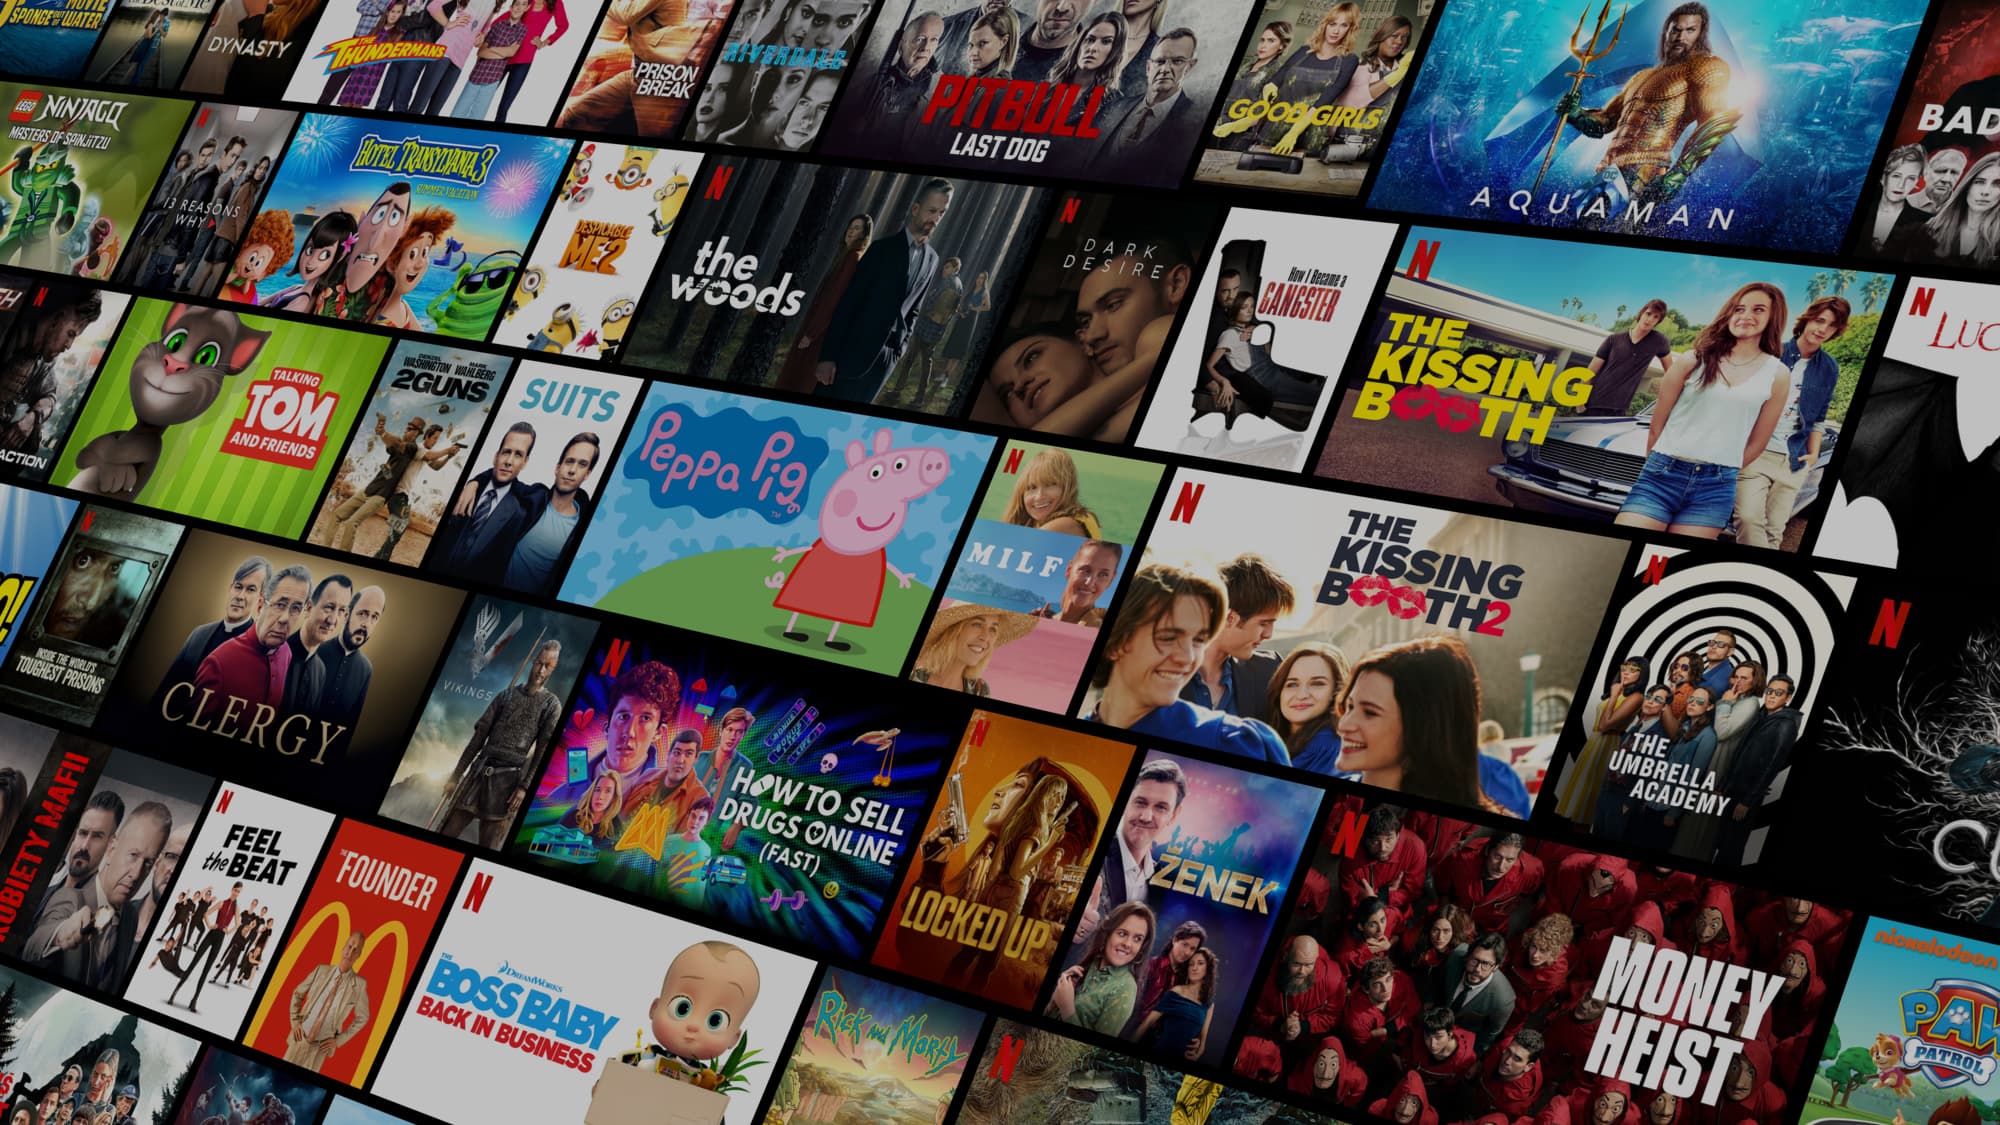 MOVIE
SPONGE OUT OF WATER
DYNASTY
THE
THUNDERMANS
PRISON
BREAK
RIVERDALE
PITBULL
LAST DOG
GOOD GIRLS
AQUAMAN
BAD
LEGO NINJAGO
MASTERS OF SPINJITZU
N
13 REASONS
WHY
HOTEL TRANSYLVANIA 3
SUMMER VACATION
DESPICABLE
ME 2
N
the
woods
N
DARK
DESIRE
How I Became a
GANGSTER
N
THE
KISSING
BOOTH
N
LUC
N
ACTION
TALKING
TOM
AND FRIENDS
DENZEL WASHINGTON
MARK WAHLBERG
2 GUNS
SUITS
Peppa Pig
TM
N
MILF
N
THE
KISSING
BOOTH 2
N
THE
UMBRELLA
ACADEMY
N
N
INSIDE THE WORLD'S
TOUGHEST PRISONS
CLERGY
VIKINGS
N
HOW TO SELL
DRUGS ONLINE
(FAST)
N
LOCKED UP
N
ZENEK
N
MONEY
HEIST
nickelodeon
PAW
PATROL
KOBIETY MAFII
N
FEEL
the BEAT
THE
FOUNDER
N
DREAMWORKS
THE
BOSS BABY
BACK IN BUSINESS
Rick and Morty
N